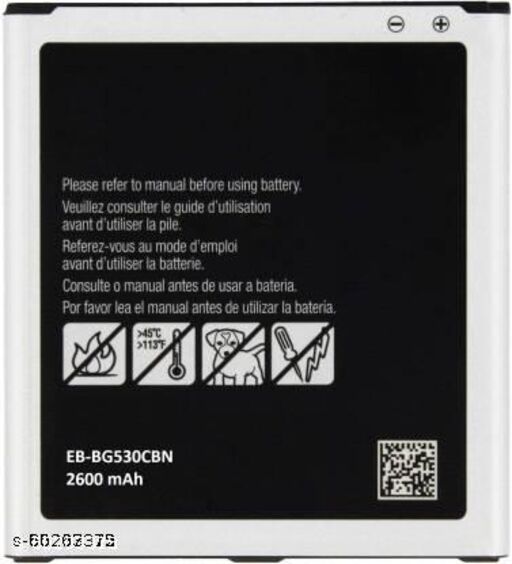 Please refer to manual before using battery.
Veuillez consulter le guide d'utilisation
avant d'utiliser la pile.
Referez-vous au mode d'emploi
avant d'utiliser la batterie.
Consulte o manual antes de usar a bateria.
Por favor lea el manual antes de utilizar la bateria.
>45°C
>113°F
EB-BG530CBN
2600 mAh